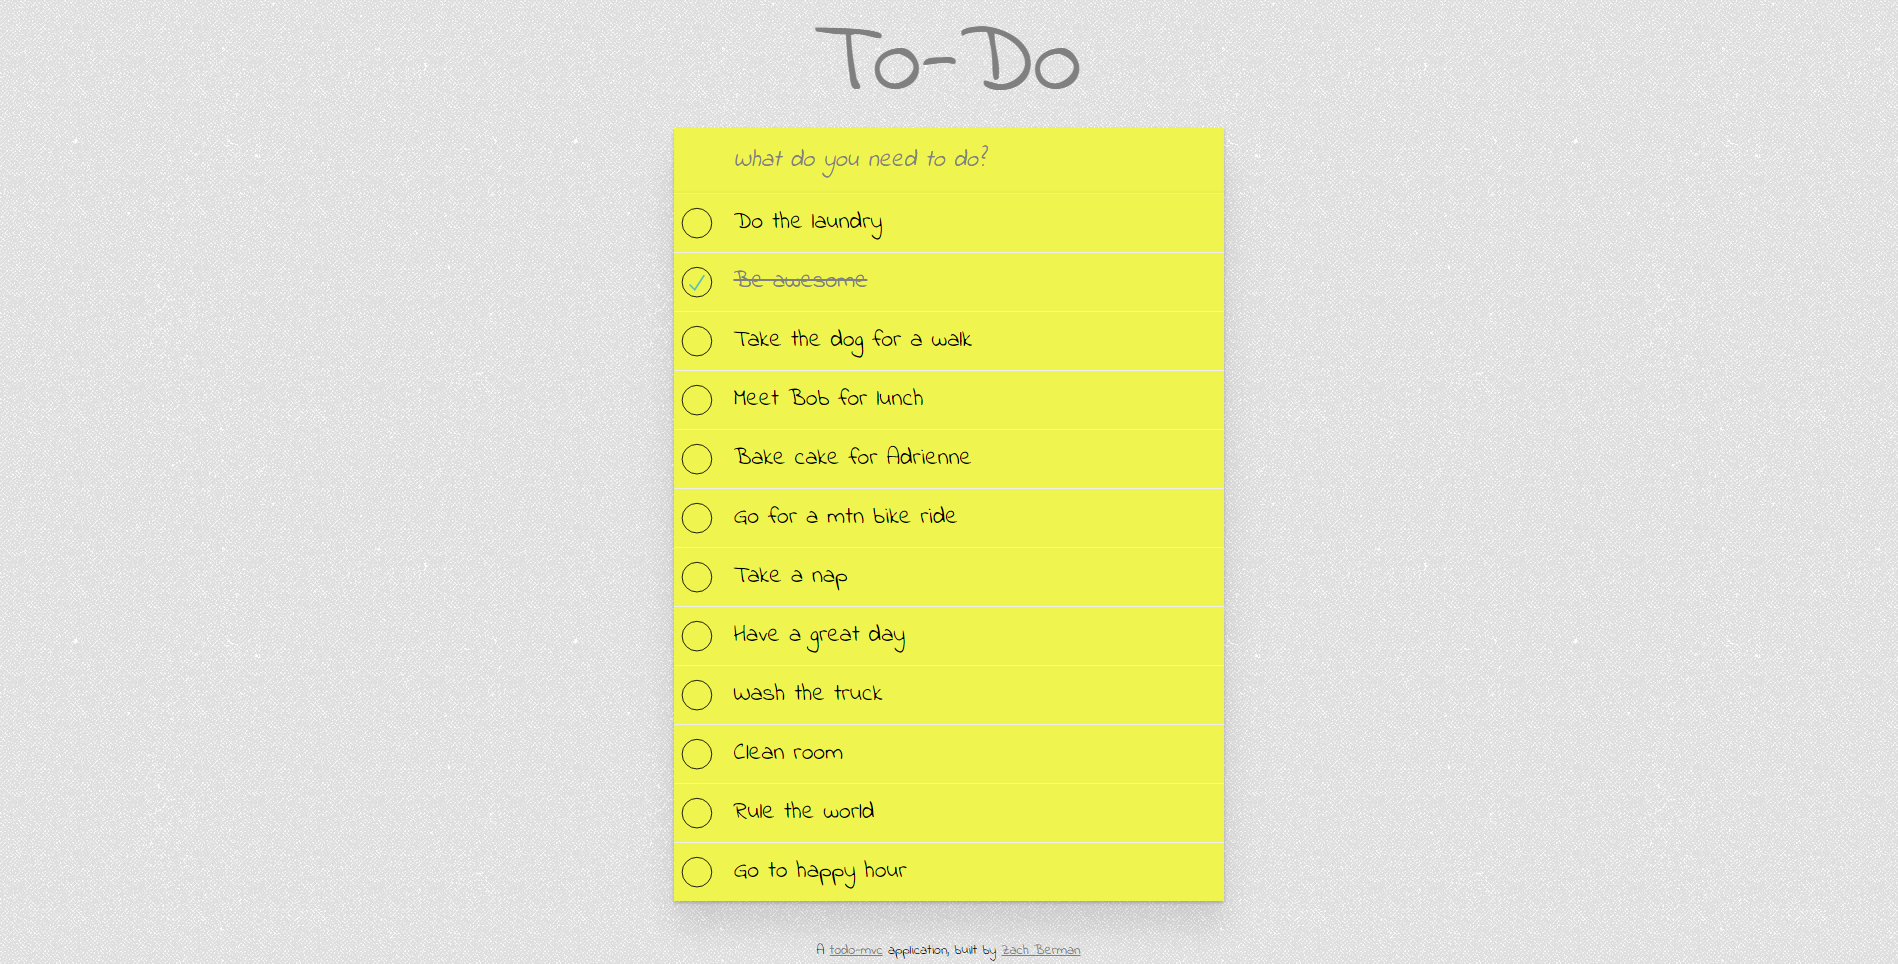 To-Do
What do you need to do?
Do the laundry
Be awesome
Take the dog for a walk
Meet Bob for lunch
Bake cake for Adrienne
Go for a mtn bike ride
Take a nap
Have a great day
Wash the truck
Clean room
Rule the world
Go to happy hour
A todo-mvc application, built by Zach Berman